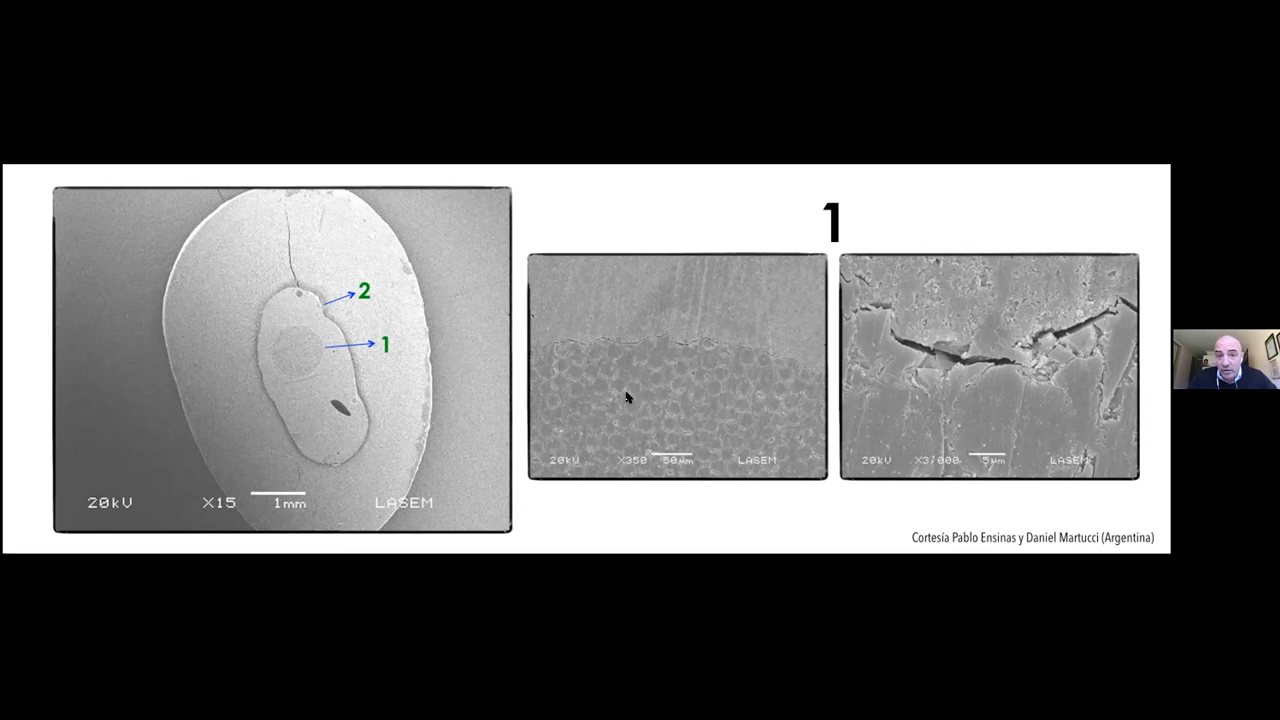 1
2
1
20kV X15 1mm LASEM
20kV X350 50µm LASEM
20kV X3,000 5µm LASEM
Cortesía Pablo Ensinas y Daniel Martucci (Argentina)